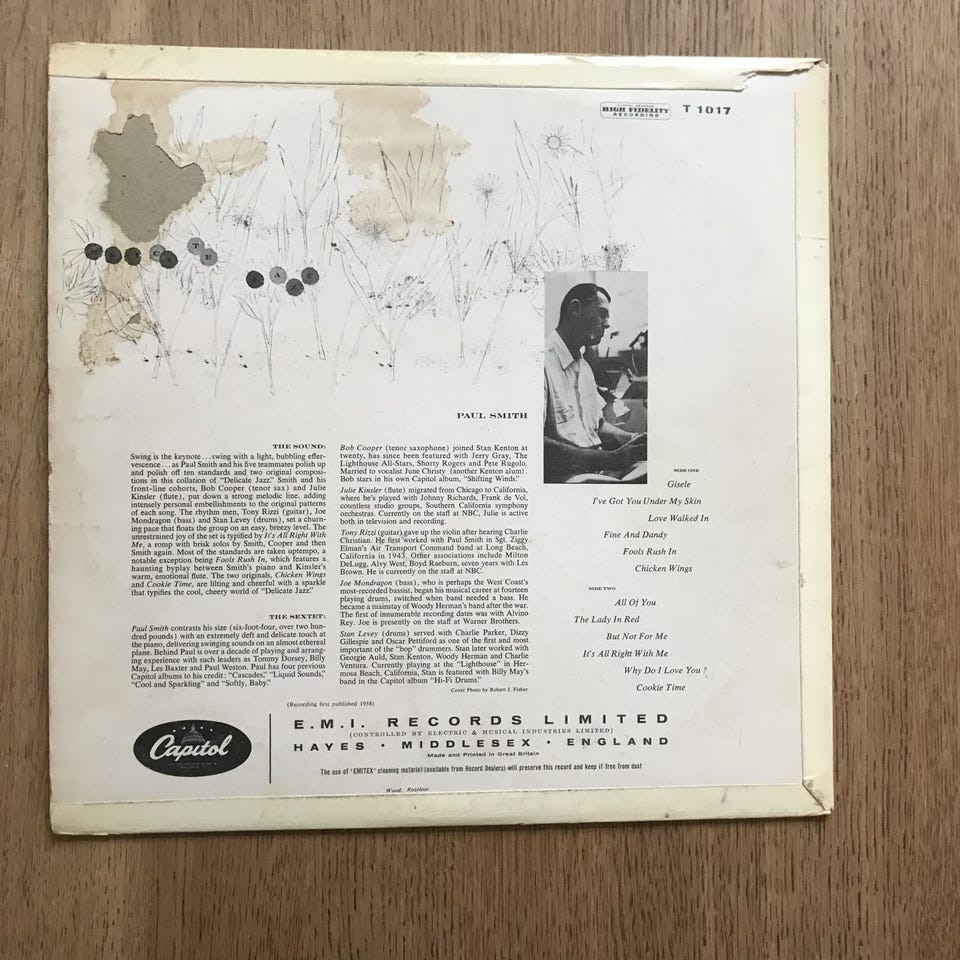 CAPITOL RECORDS
HIGH FIDELITY
RECORDING
T 1017
D E L I C A T E
J A Z Z
PAUL SMITH
THE SOUND:
Swing is the keynote...swing with a light, bubbling effer-
vescence...as Paul Smith and his five teammates polish up
and polish off ten standards and two original composi-
tions in this collation of "Delicate Jazz." Smith and his
front-line cohorts, Bob Cooper (tenor sax) and Julie
Kinsler (flute), put down a strong melodic line, adding
intensely personal embellishments to the original patterns
of each song. The rhythm men, Tony Rizzi (guitar), Joe
Mondragon (bass) and Stan Levey (drums), set a churn-
ing pace that floats the group on an easy, breezy level. The
unrestrained joy of the set is typified by It's All Right With
Me, a romp with brisk solos by Smith, Cooper and then
Smith again. Most of the standards are taken uptempo, a
notable exception being Fools Rush In, which features a
haunting byplay between Smith's piano and Kinsler's
warm, emotional flute. The two originals, Chicken Wings
and Cookie Time, are lilting and cheerful with a sparkle
that typifies the cool, cheery world of "Delicate Jazz."
THE SEXTET:
Paul Smith contrasts his size (six-foot-four, over two hun-
dred pounds) with an extremely deft and delicate touch at
the piano, delivering swinging sounds on an almost ethereal
plane. Behind Paul is over a decade of playing and arrang-
ing experience with such leaders as Tommy Dorsey, Billy
May, Les Baxter and Paul Weston. Paul has four previous
Capitol albums to his credit: "Cascades," "Liquid Sounds,"
"Cool and Sparkling" and "Softly, Baby."
Bob Cooper (tenor saxophone) joined Stan Kenton at
twenty, has since been featured with Jerry Gray, The
Lighthouse All-Stars, Shorty Rogers and Pete Rugolo.
Married to vocalist June Christy (another Kenton alum).
Bob stars in his own Capitol album, "Shifting Winds."
Julie Kinsler (flute) migrated from Chicago to California,
where he's played with Johnny Richards, Frank de Vol,
countless studio groups, Southern California symphony
orchestras. Currently on the staff at NBC, Julie is active
both in television and recording.
Tony Rizzi (guitar) gave up the violin after hearing Charlie
Christian. He first worked with Paul Smith in Sgt. Ziggy
Elman's Air Transport Command band at Long Beach,
California in 1943. Other associations include Milton
DeLugg, Alvy West, Boyd Raeburn, seven years with Les
Brown. He is currently on the staff at NBC.
Joe Mondragon (bass), who is perhaps the West Coast's
most-recorded bassist, began his musical career at fourteen
playing drums, switched when band needed a bass. He
became a mainstay of Woody Herman's band after the war.
The first of innumerable recording dates was with Alvino
Rey. Joe is presently on the staff at Warner Brothers.
Stan Levey (drums) served with Charlie Parker, Dizzy
Gillespie and Oscar Pettiford as one of the first and most
important of the "bop" drummers. Stan later worked with
Georgie Auld, Stan Kenton, Woody Herman and Charlie
Ventura. Currently playing at the "Lighthouse" in Her-
mosa Beach, California, Stan is featured with Billy May's
band in the Capitol album "Hi-Fi Drums."
Cover Photo by Robert J. Fisher
SIDE ONE
Gisele
I've Got You Under My Skin
Love Walked In
Fine And Dandy
Fools Rush In
Chicken Wings
SIDE TWO
All Of You
The Lady In Red
But Not For Me
It's All Right With Me
Why Do I Love You?
Cookie Time
(Recording first published 1958)
Capitol
E.M.I. RECORDS LIMITED
(CONTROLLED BY ELECTRIC & MUSICAL INDUSTRIES LIMITED)
HAYES • MIDDLESEX • ENGLAND
Made and Printed in Great Britain
The use of 'EMITEX' cleaning material (available from Record Dealers) will preserve this record and keep it free from dust
Wood. Rozelaar